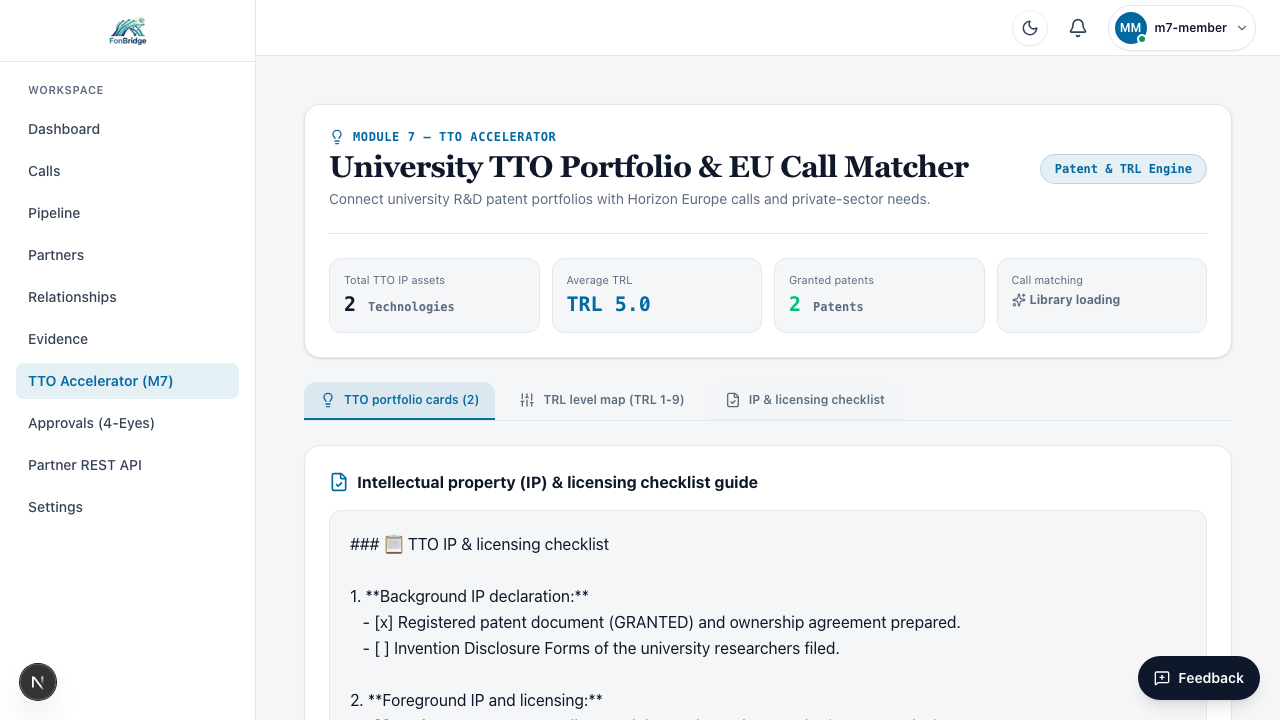 FonBridge
MM
m7-member
WORKSPACE
Dashboard
Calls
Pipeline
Partners
Relationships
Evidence
TTO Accelerator (M7)
Approvals (4-Eyes)
Partner REST API
Settings
N
MODULE 7 — TTO ACCELERATOR
University TTO Portfolio & EU Call Matcher
Patent & TRL Engine
Connect university R&D patent portfolios with Horizon Europe calls and private-sector needs.
Total TTO IP assets
2 Technologies
Average TRL
TRL 5.0
Granted patents
2 Patents
Call matching
Library loading
TTO portfolio cards (2)
TRL level map (TRL 1-9)
IP & licensing checklist
Intellectual property (IP) & licensing checklist guide
### 📋 TTO IP & licensing checklist
1. **Background IP declaration:**
- [x] Registered patent document (GRANTED) and ownership agreement prepared.
- [ ] Invention Disclosure Forms of the university researchers filed.
2. **Foreground IP and licensing:**
Feedback